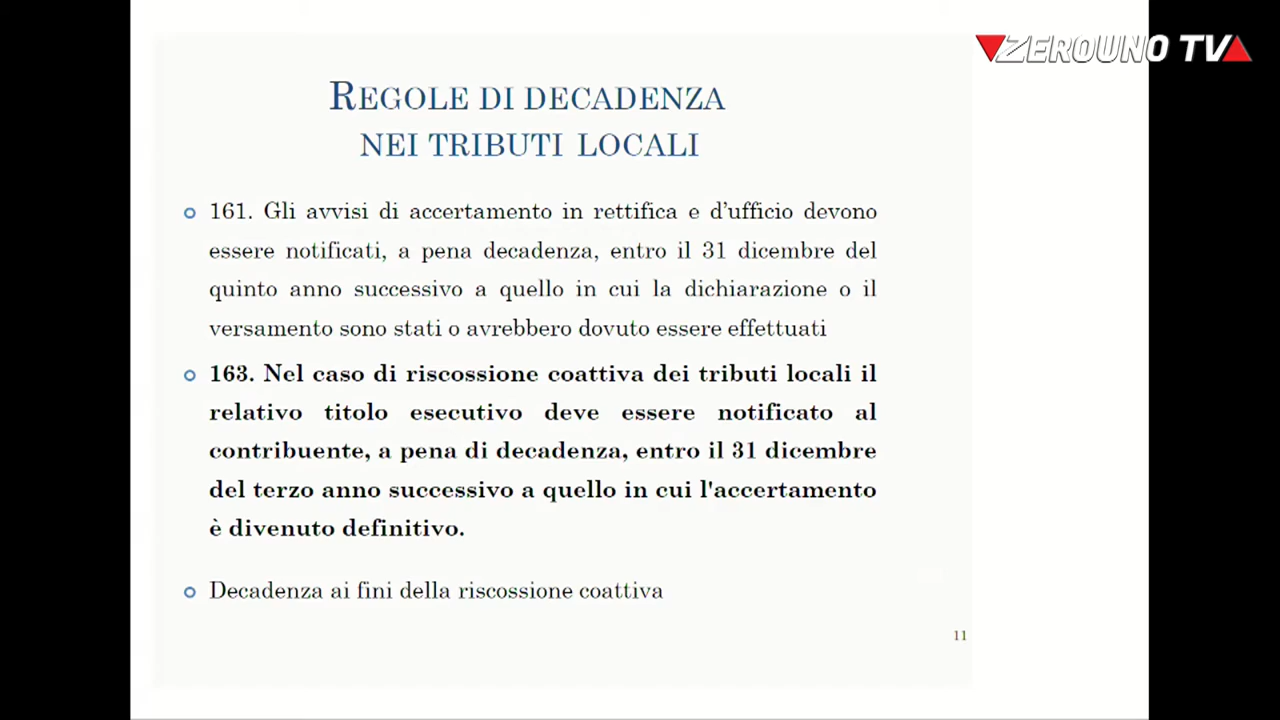 ZEROUNO TV
REGOLE DI DECADENZA
NEI TRIBUTI LOCALI
161. Gli avvisi di accertamento in rettifica e d'ufficio devono
essere notificati, a pena decadenza, entro il 31 dicembre del
quinto anno successivo a quello in cui la dichiarazione o il
versamento sono stati o avrebbero dovuto essere effettuati
163. Nel caso di riscossione coattiva dei tributi locali il
relativo titolo esecutivo deve essere notificato al
contribuente, a pena di decadenza, entro il 31 dicembre
del terzo anno successivo a quello in cui l'accertamento
è divenuto definitivo.
Decadenza ai fini della riscossione coattiva
11